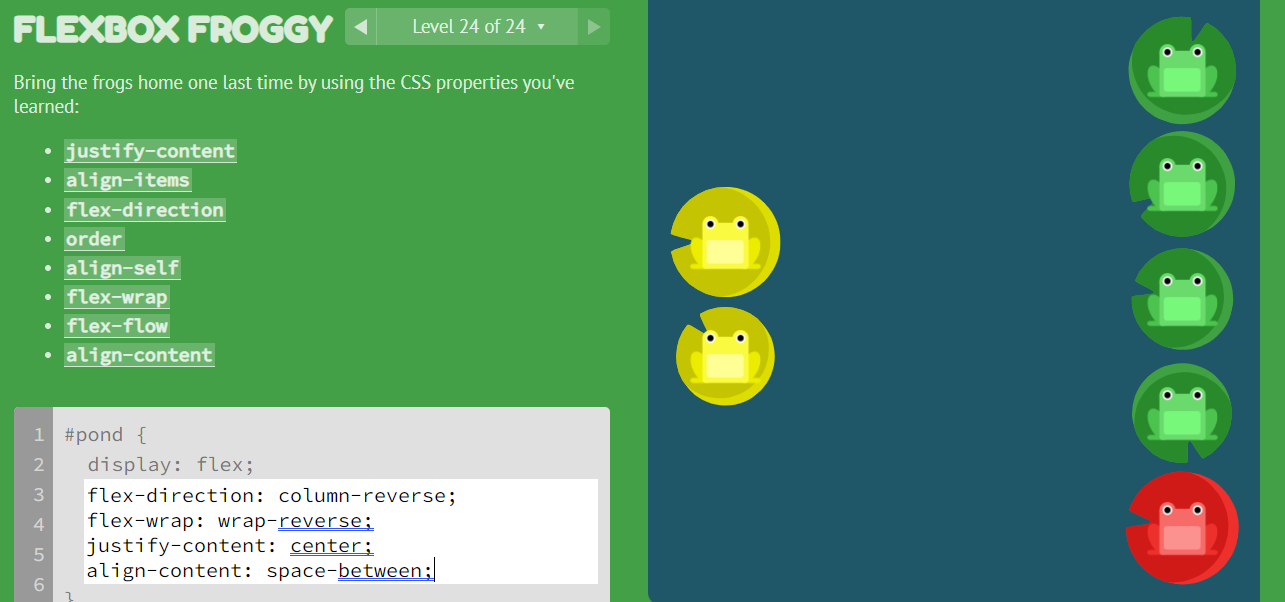 FLEXBOX FROGGY
◀ Level 24 of 24 ▾ ▶
Bring the frogs home one last time by using the CSS properties you've
learned:
• justify-content
• align-items
• flex-direction
• order
• align-self
• flex-wrap
• flex-flow
• align-content
1 #pond {
2 display: flex;
3 flex-direction: column-reverse;
4 flex-wrap: wrap-reverse;
5 justify-content: center;
6 align-content: space-between;
}